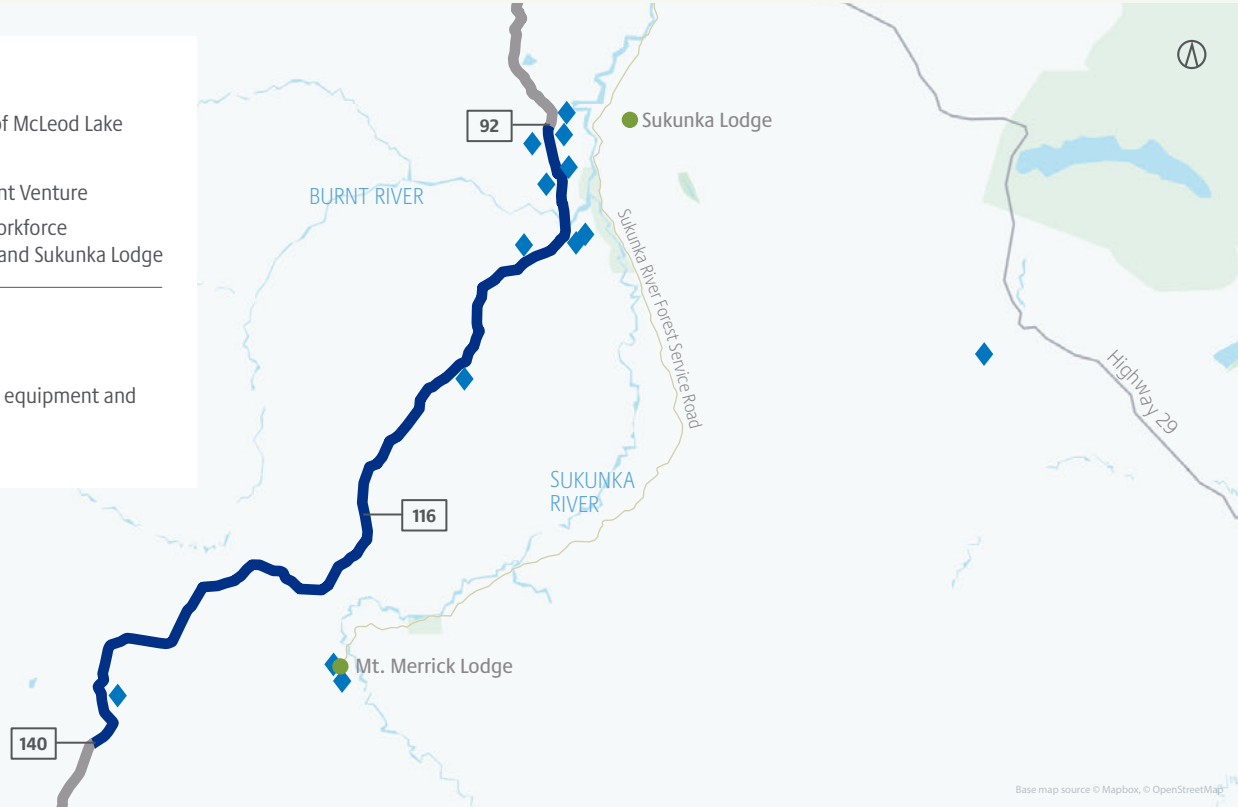 of McLeod Lake
nt Venture
orkforce
and Sukunka Lodge
equipment and
92
Sukunka Lodge
BURNT RIVER
Sukunka River Forest Service Road
Highway 29
SUKUNKA
RIVER
116
Mt. Merrick Lodge
140
Base map source © Mapbox, © OpenStreetMap